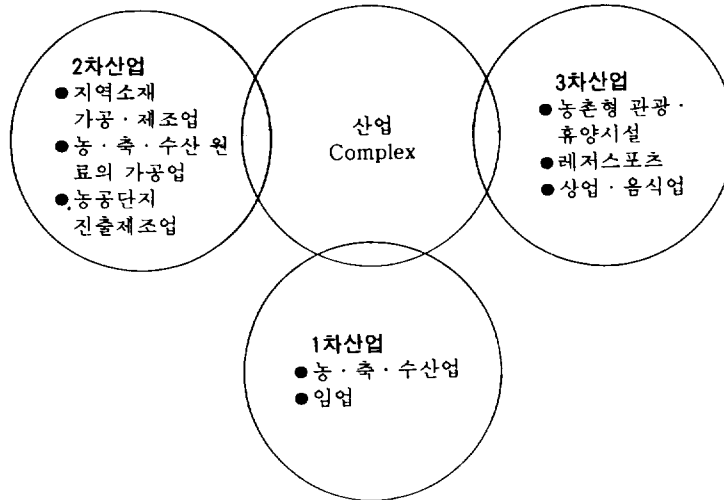 2차산업
●지역소재
가공·제조업
●농·축·수산 원
료의 가공업
●농공단지
진출제조업
산업
Complex
3차산업
●농촌형 관광·
휴양시설
●레저스포츠
●상업·음식업
1차산업
●농·축·수산업
●임업